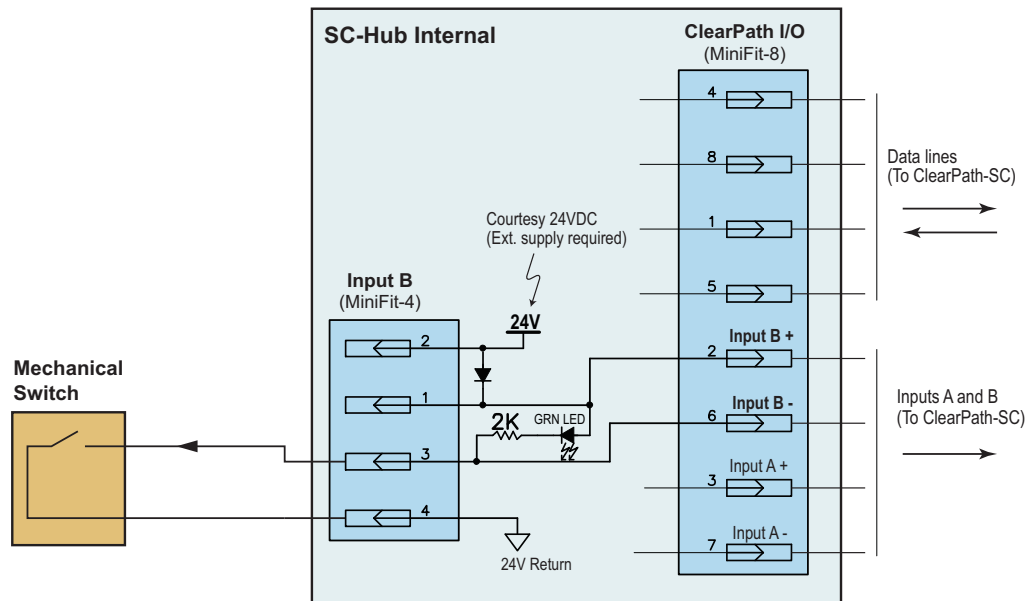 SC-Hub Internal
ClearPath I/O
(MiniFit-8)
4
8
1
5
2
Input B +
6
Input B -
3
Input A +
7
Input A -
Data lines
(To ClearPath-SC)
Inputs A and B
(To ClearPath-SC)
Courtesy 24VDC
(Ext. supply required)
24V
Input B
(MiniFit-4)
2
1
3
4
2K
GRN LED
24V Return
Mechanical
Switch